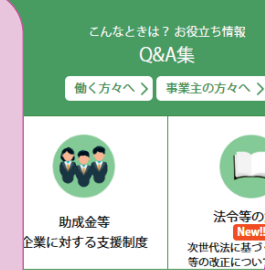 こんなときは？お役立ち情報
Q&A集
働く方々へ
事業主の方々へ
助成金等
企業に対する支援制度
法令等の
New!!
次世代法に基づ
等の改正につい